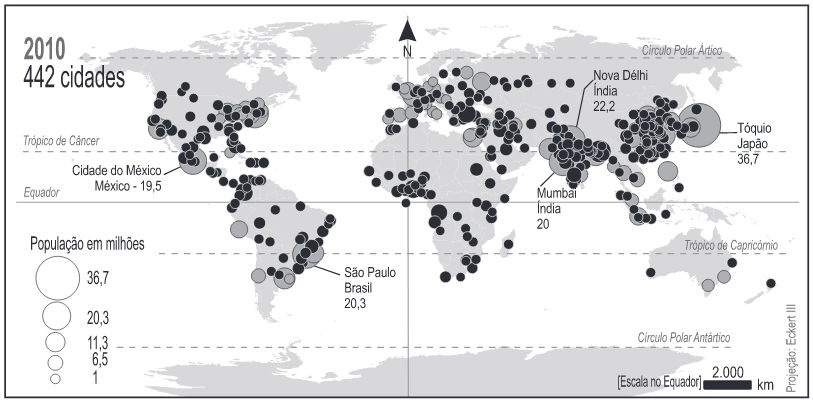 2010
442 cidades
N
Círculo Polar Ártico
Nova Délhi
Índia
22,2
Tóquio
Japão
36,7
Trópico de Câncer
Cidade do México
México - 19,5
Equador
Mumbai
Índia
20
População em milhões
36,7
20,3
11,3
6,5
1
São Paulo
Brasil
20,3
Trópico de Capricórnio
Círculo Polar Antártico
[Escala no Equador]
2.000
km
Projeção: Eckert III